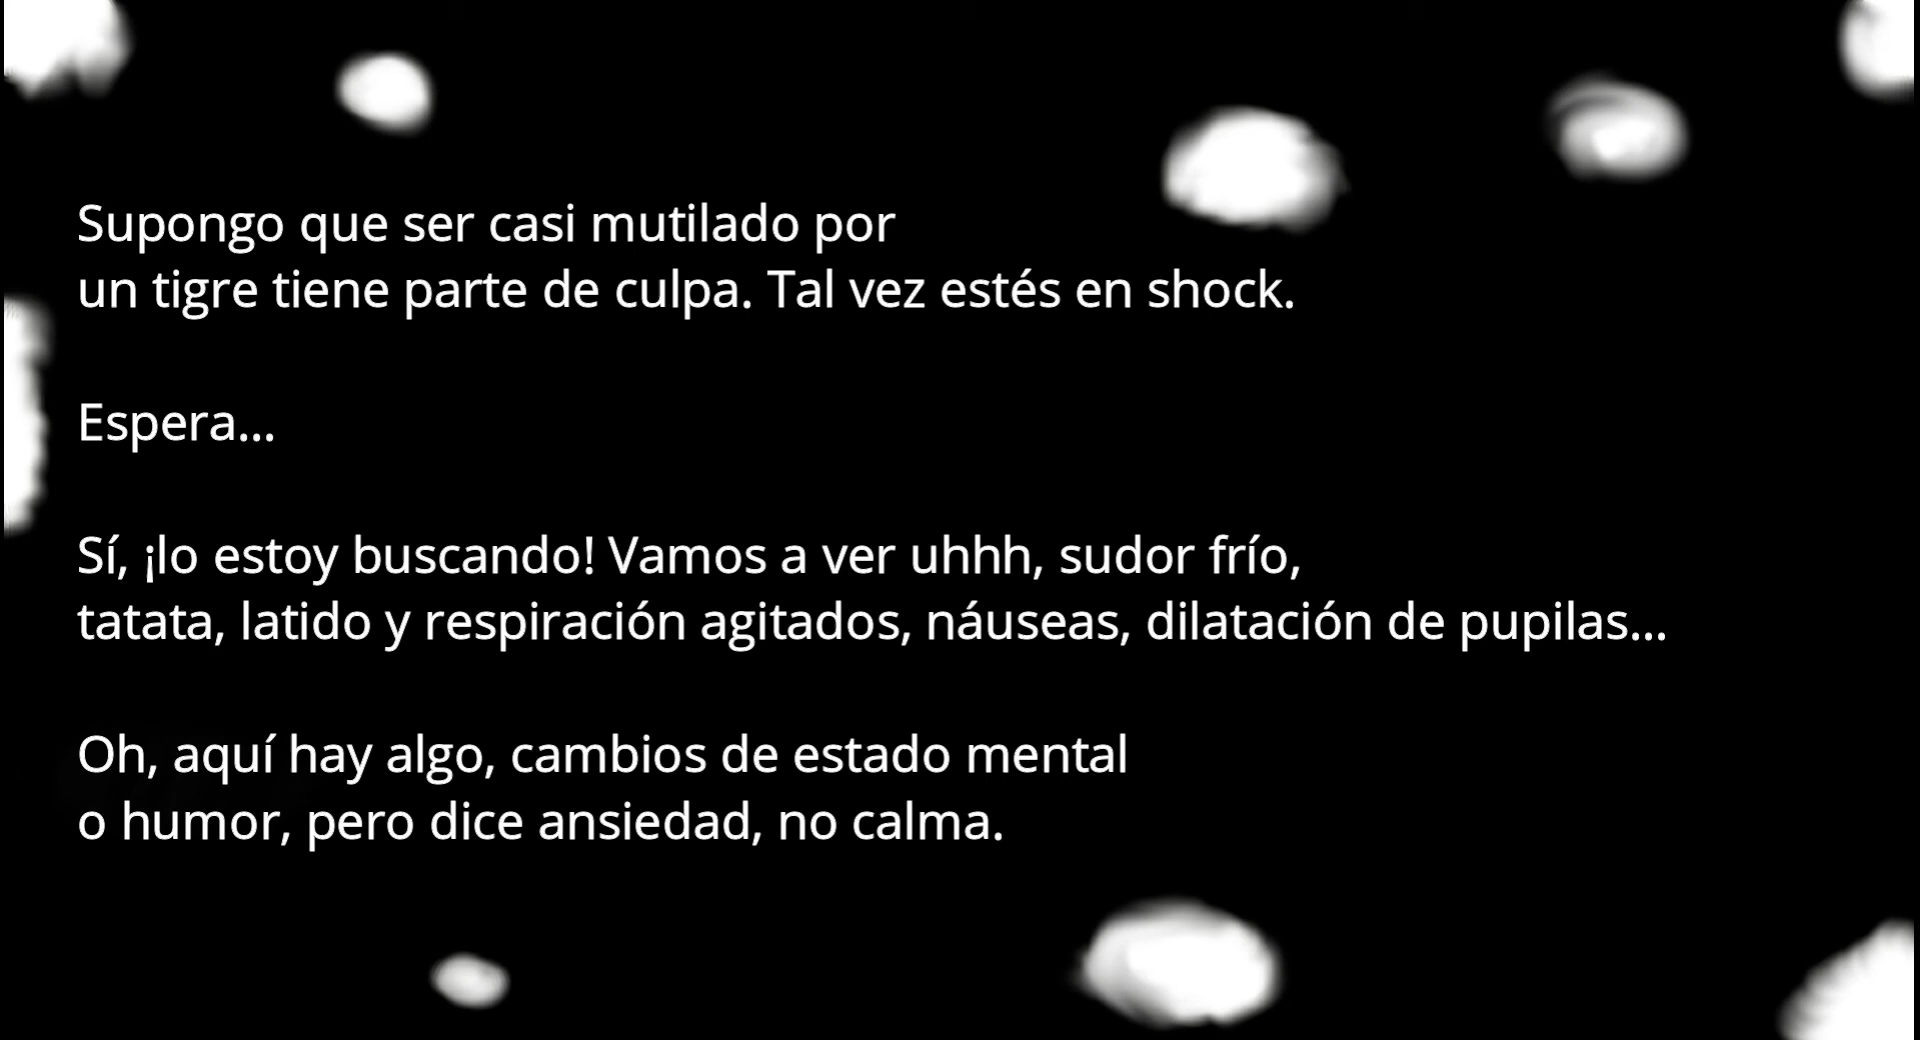 Supongo que ser casi mutilado por
un tigre tiene parte de culpa. Tal vez estés en shock.
Espera...
Sí, ¡lo estoy buscando! Vamos a ver uhhh, sudor frío,
tatata, latido y respiración agitados, náuseas, dilatación de pupilas...
Oh, aquí hay algo, cambios de estado mental
o humor, pero dice ansiedad, no calma.